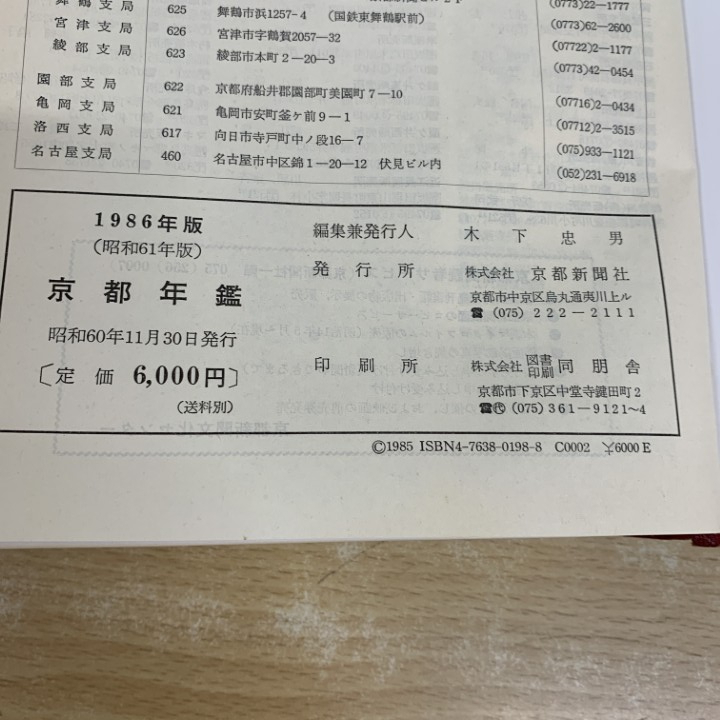 (0773)22-1777
舞鶴支局 625 舞鶴市浜1257-4 (国鉄東舞鶴駅前) (0773)62-2600
宮津支局 626 宮津市字鶴賀2057-32 (07722)2-1177
綾部支局 623 綾部市本町2-20-3 (0773)42-0454
園部支局 622 京都府船井郡園部町美園町7-10 (07716)2-0434
亀岡支局 621 亀岡市安町釜ケ前9-1 (07712)2-3515
洛西支局 617 向日市寺戸町中ノ段16-7 (075)933-1121
名古屋支局 460 名古屋市中区錦1-20-12 伏見ビル内 (052)231-6918
1986年版
(昭和61年版)
京都年鑑
昭和60年11月30日発行
〔定価 6,000円〕
(送料別)
編集兼発行人 木下忠男
発行所 株式会社 京都新聞社
京都市中京区烏丸通夷川上ル
☎ (075) 222-2111
印刷所 株式会社 図書印刷 同朋舎
京都市下京区中堂寺鍵田町2
☎代 (075) 361-9121~4
©1985 ISBN4-7638-0198-8 C0002 ¥6000E